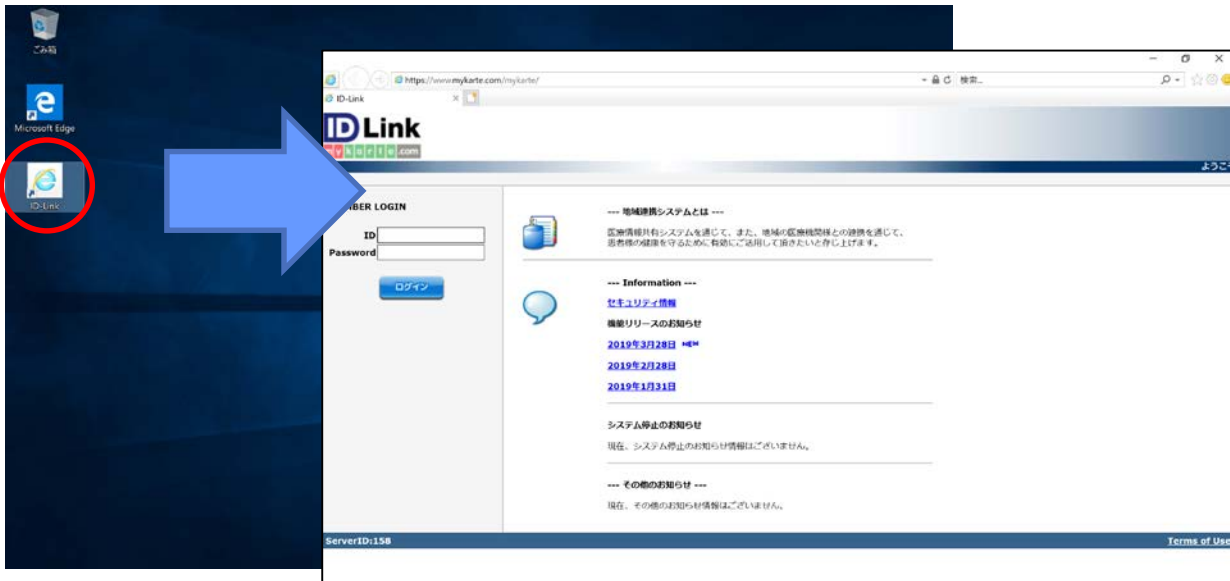 ごみ箱
Microsoft Edge
ID-Link
https://www.mykarte.com/mykarte/
検索...
ID-Link
ID Link
mykarte.com
ようこそ
BER LOGIN
ID
Password
ログイン
--- 地域連携システムとは ---
医療情報共有システムを通じて、また、地域の医療機関様との連携を通じて、
患者様の健康を守るために有効にご活用して頂きたいと存じ上げます。
--- Information ---
セキュリティ情報
機能リリースのお知らせ
2019年3月28日 NEW
2019年2月28日
2019年1月31日
システム停止のお知らせ
現在、システム停止のお知らせ情報はございません。
--- その他のお知らせ ---
現在、その他のお知らせ情報はございません。
ServerID:158
Terms of Use